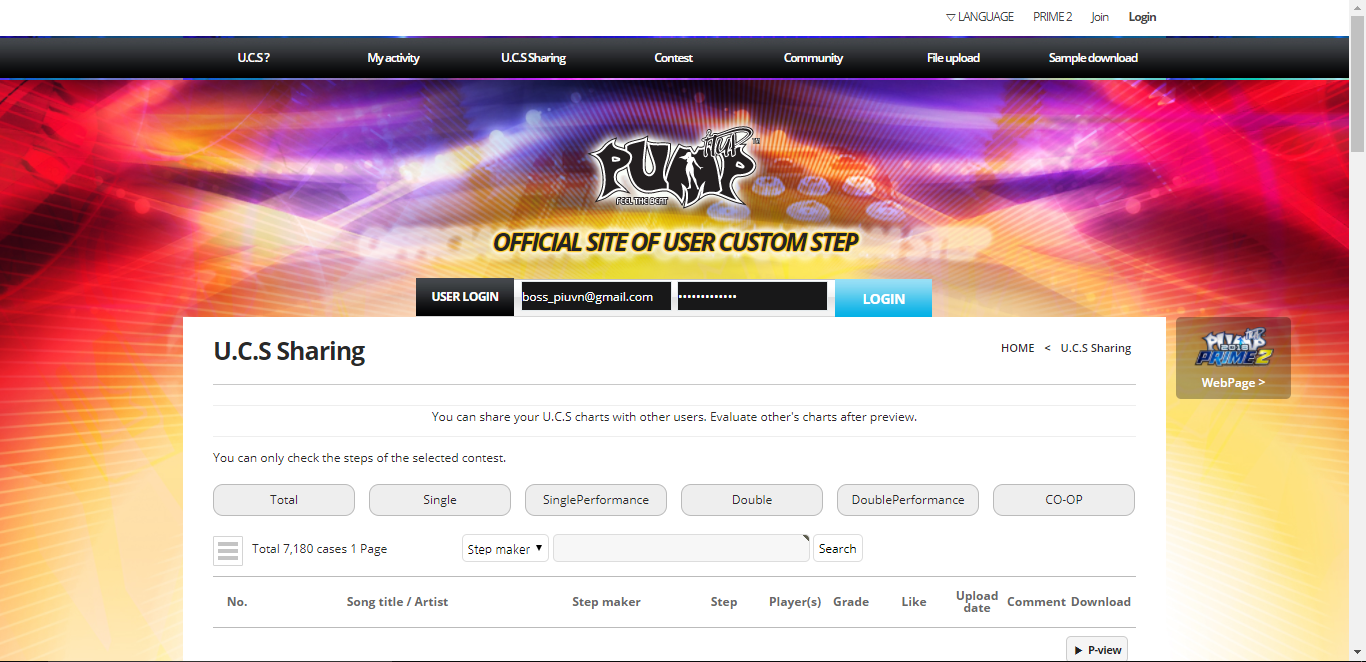 ▽ LANGUAGE PRIME 2 Join Login
U.C.S ? My activity U.C.S Sharing Contest Community File upload Sample download
PUMP it UP
TM
FEEL THE BEAT
OFFICIAL SITE OF USER CUSTOM STEP
USER LOGIN boss_piuvn@gmail.com ••••••••••••• LOGIN
U.C.S Sharing
HOME < U.C.S Sharing
PUMP it UP
2018
PRIME 2
WebPage >
You can share your U.C.S charts with other users. Evaluate other's charts after preview.
You can only check the steps of the selected contest.
Total Single SinglePerformance Double DoublePerformance CO-OP
Total 7,180 cases 1 Page Step maker ▼ Search
No. Song title / Artist Step maker Step Player(s) Grade Like Upload date Comment Download
▶ P-view